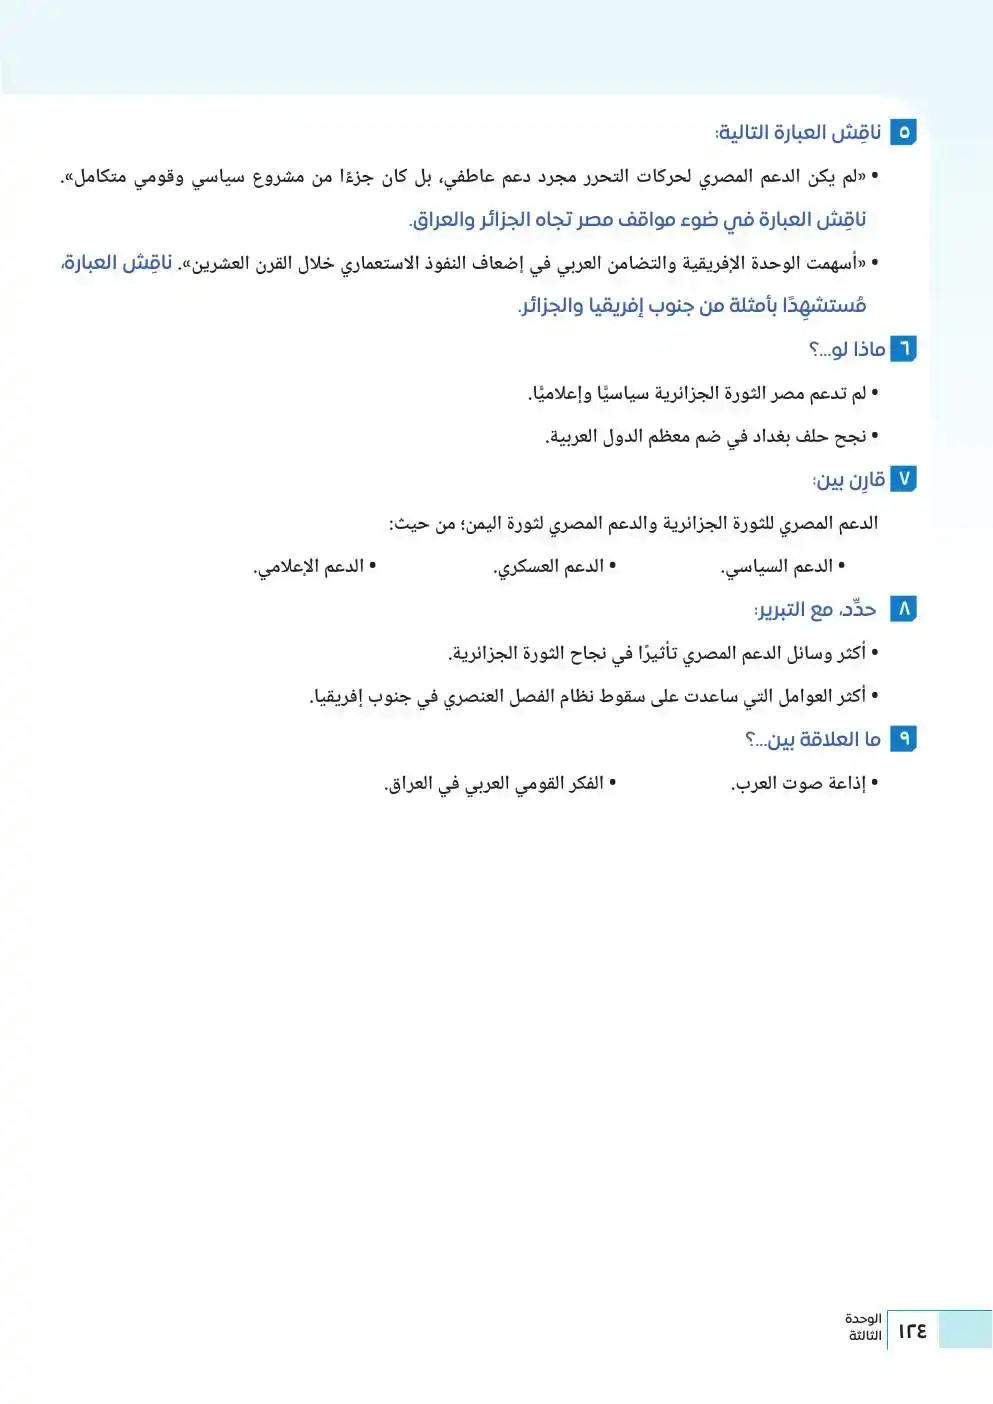 ٥ ناقِش العبارة التالية:
• «لم يكن الدعم المصري لحركات التحرر مجرد دعم عاطفي، بل كان جزءًا من مشروع سياسي وقومي متكامل».
ناقِش العبارة في ضوء مواقف مصر تجاه الجزائر والعراق.
• «أسهمت الوحدة الإفريقية والتضامن العربي في إضعاف النفوذ الاستعماري خلال القرن العشرين». ناقِش العبارة،
مُستشهِدًا بأمثلة من جنوب إفريقيا والجزائر.
٦ ماذا لو...؟
• لم تدعم مصر الثورة الجزائرية سياسيًّا وإعلاميًّا.
• نجح حلف بغداد في ضم معظم الدول العربية.
٧ قارِن بين:
الدعم المصري للثورة الجزائرية والدعم المصري لثورة اليمن؛ من حيث:
• الدعم السياسي. • الدعم العسكري. • الدعم الإعلامي.
٨ حدِّد، مع التبرير:
• أكثر وسائل الدعم المصري تأثيرًا في نجاح الثورة الجزائرية.
• أكثر العوامل التي ساعدت على سقوط نظام الفصل العنصري في جنوب إفريقيا.
٩ ما العلاقة بين...؟
• إذاعة صوت العرب. • الفكر القومي العربي في العراق.
١٢٤ الوحدة
الثالثة